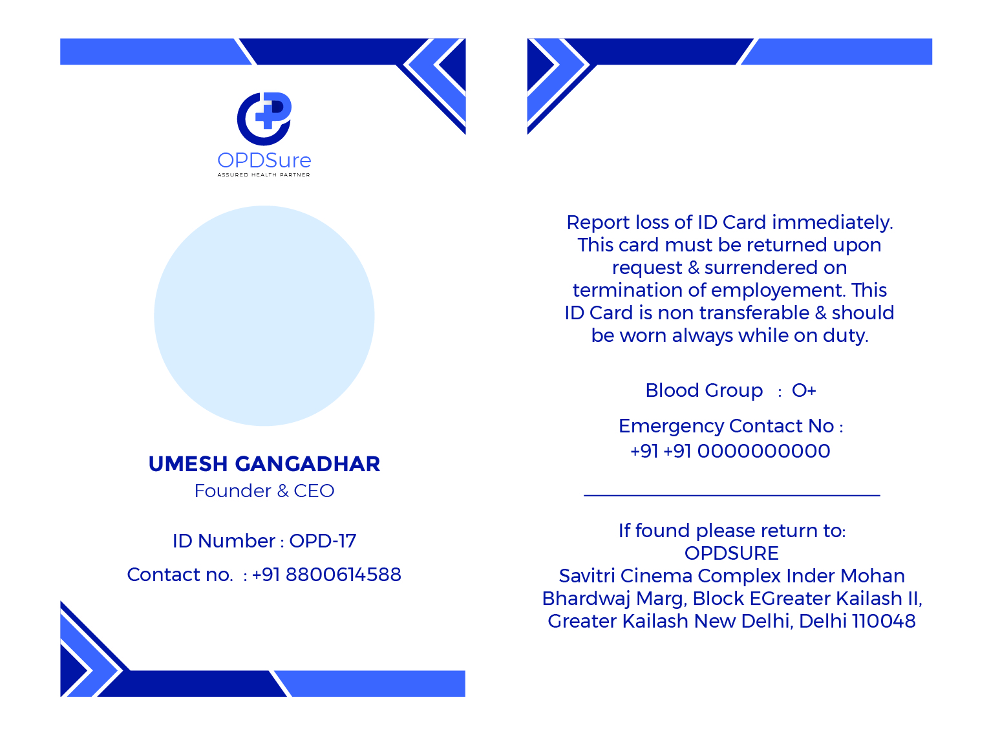 OPDSure
ASSURED HEALTH PARTNER
UMESH GANGADHAR
Founder & CEO
ID Number : OPD-17
Contact no. : +91 8800614588
Report loss of ID Card immediately.
This card must be returned upon
request & surrendered on
termination of employement. This
ID Card is non transferable & should
be worn always while on duty.
Blood Group : O+
Emergency Contact No :
+91 +91 0000000000
If found please return to:
OPDSURE
Savitri Cinema Complex Inder Mohan
Bhardwaj Marg, Block EGreater Kailash II,
Greater Kailash New Delhi, Delhi 110048